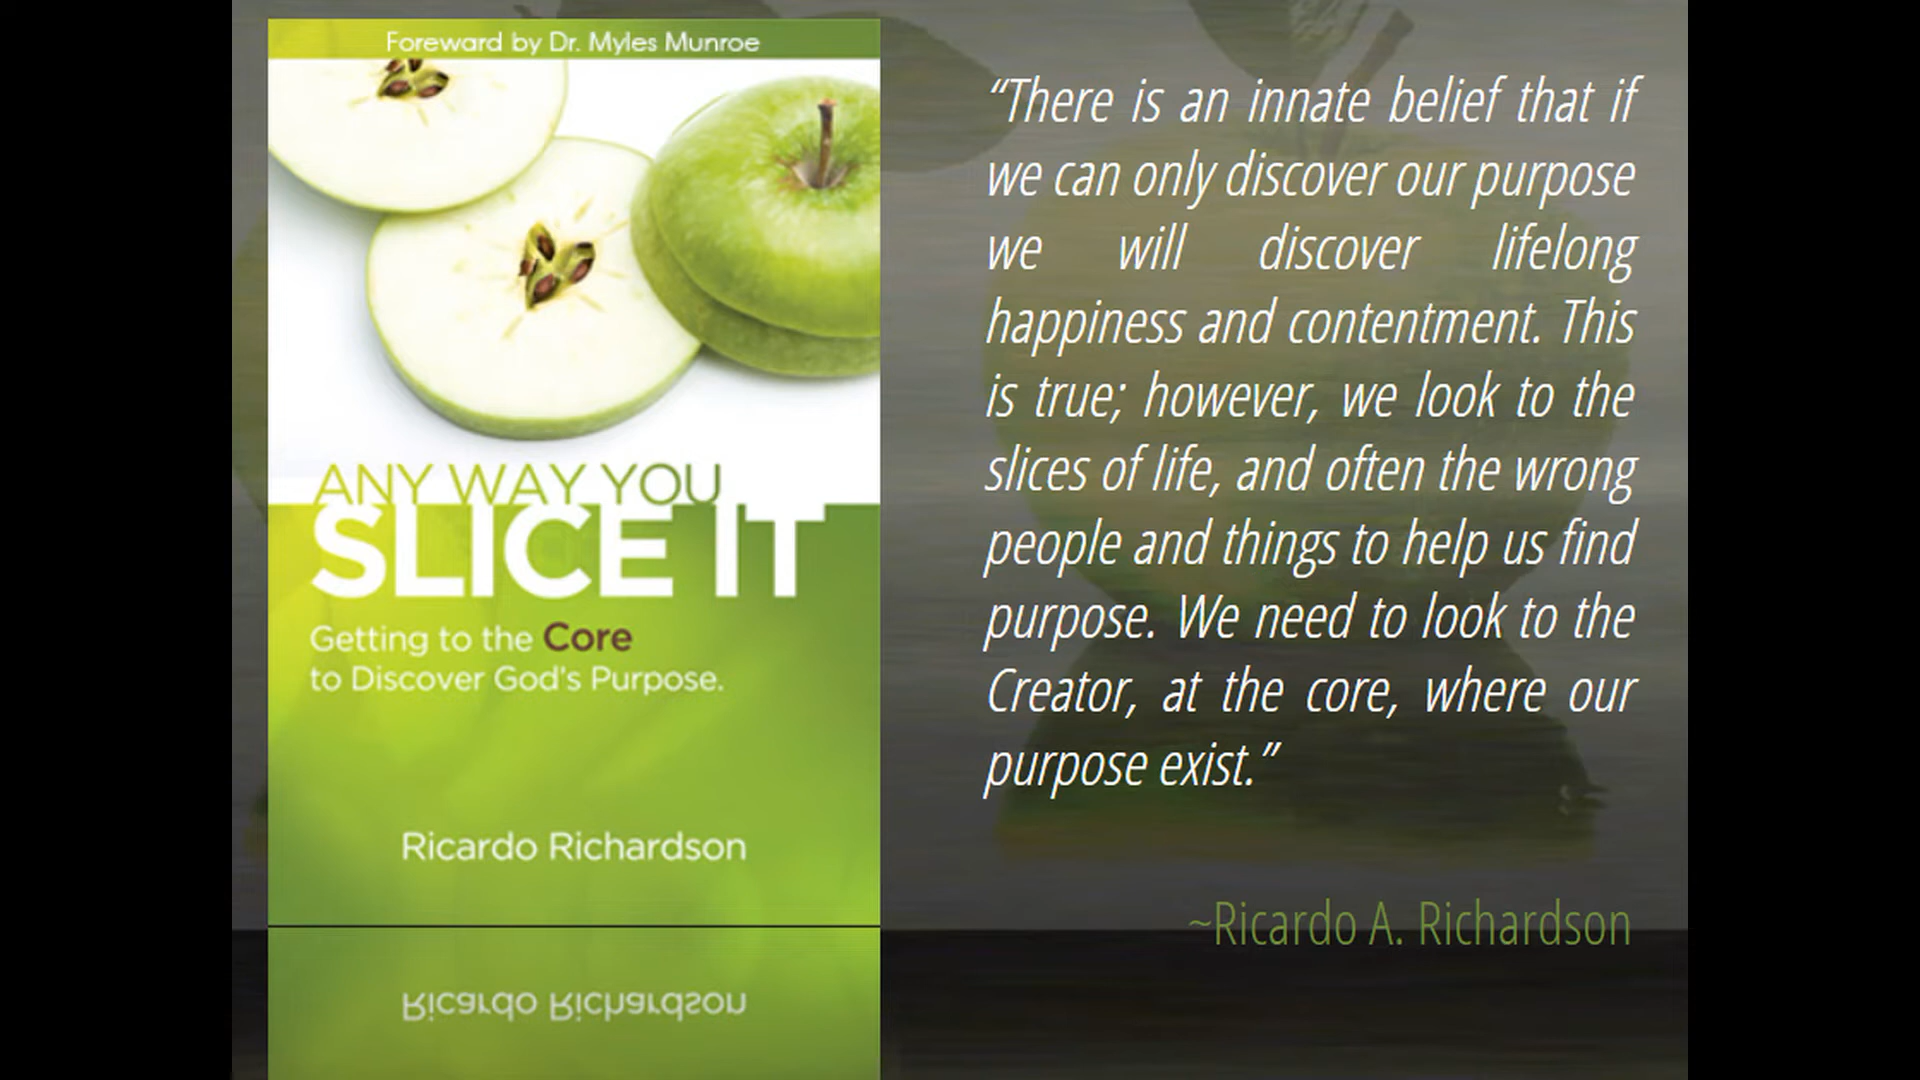 Foreward by Dr. Myles Munroe
ANY WAY YOU
SLICE IT
Getting to the Core
to Discover God's Purpose.
Ricardo Richardson
Ricardo Richardson
“There is an innate belief that if
we can only discover our purpose
we will discover lifelong
happiness and contentment. This
is true; however, we look to the
slices of life, and often the wrong
people and things to help us find
purpose. We need to look to the
Creator, at the core, where our
purpose exist.”
~Ricardo A. Richardson